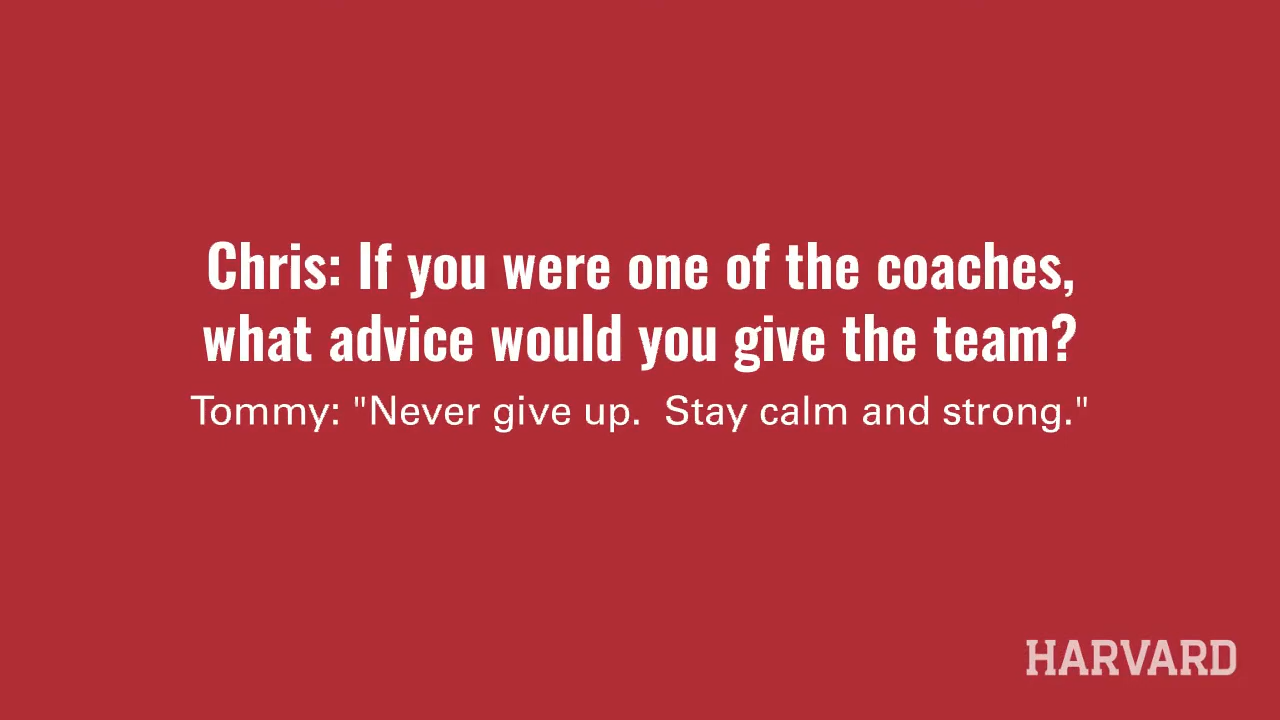 Chris: If you were one of the coaches,
what advice would you give the team?
Tommy: "Never give up.  Stay calm and strong."
HARVARD